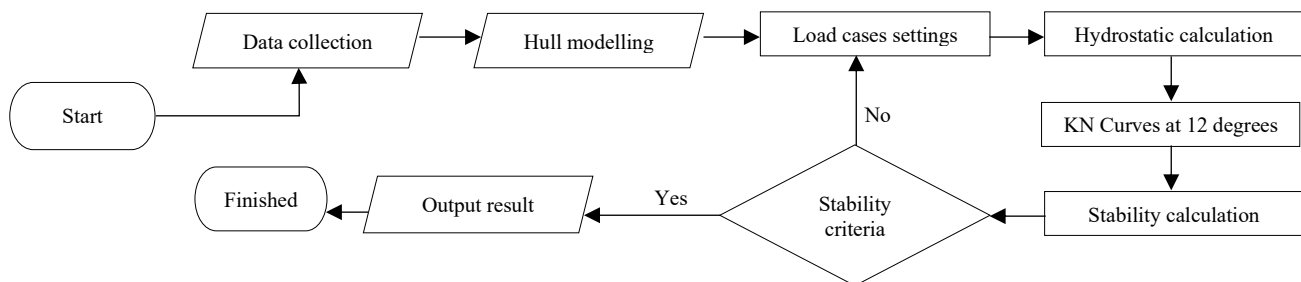 Start
Data collection
Hull modelling
Load cases settings
Hydrostatic calculation
KN Curves at 12 degrees
Stability calculation
Stability
criteria
No
Yes
Output result
Finished